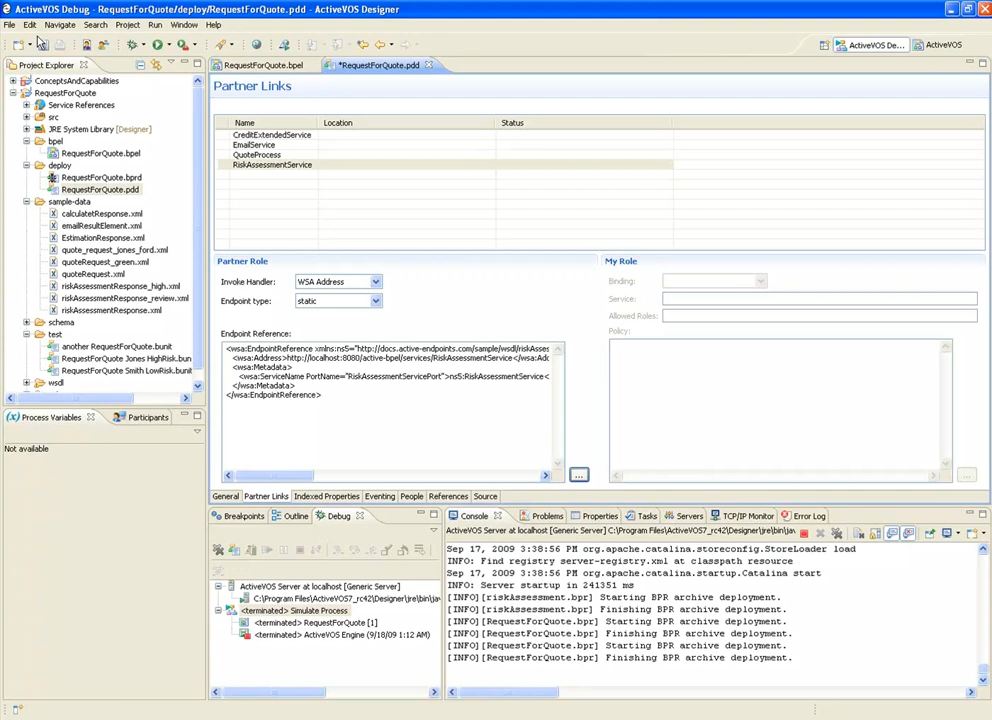 ActiveVOS Debug - RequestForQuote/deploy/RequestForQuote.pdd - ActiveVOS Designer
File Edit Navigate Search Project Run Window Help
ActiveVOS De... ActiveVOS
Project Explorer
RequestForQuote.bpel *RequestForQuote.pdd
ConceptsAndCapabilities
RequestForQuote
Service References
src
JRE System Library [Designer]
bpel
RequestForQuote.bpel
deploy
RequestForQuote.bprd
RequestForQuote.pdd
sample-data
calculatetResponse.xml
emailResultElement.xml
EstimationResponse.xml
quote_request_jones_ford.xml
quoteRequest_green.xml
quoteRequest.xml
riskAssessmentResponse_high.xml
riskAssessmentResponse_review.xml
riskAssessmentResponse.xml
schema
test
another RequestForQuote.bunit
RequestForQuote Jones HighRisk.bun
RequestForQuote Smith LowRisk.bunit
wsdl
Partner Links
Name Location Status
CreditExtendedService
EmailService
QuoteProcess
RiskAssessmentService
Partner Role
Invoke Handler: WSA Address
Endpoint type: static
Endpoint Reference:
<wsa:EndpointReference xmlns:ns5="http://docs.active-endpoints.com/sample/wsdl/riskAsses
<wsa:Address>http://localhost:8080/active-bpel/services/RiskAssessmentService</wsa:Adc
<wsa:Metadata>
<wsa:ServiceName PortName="RiskAssessmentServicePort">ns5:RiskAssessmentService<
</wsa:Metadata>
</wsa:EndpointReference>
...
My Role
Binding:
Service:
Allowed Roles:
Policy:
...
General Partner Links Indexed Properties Eventing People References Source
(x)= Process Variables Participants
Not available
Breakpoints Outline Debug
ActiveVOS Server at localhost [Generic Server]
C:\Program Files\ActiveVOS7_rc42\Designer\jre\bin\jav
<terminated> Simulate Process
<terminated> RequestForQuote [1]
<terminated> ActiveVOS Engine (9/18/09 1:12 AM)
Console Problems Properties Tasks Servers TCP/IP Monitor Error Log
ActiveVOS Server at localhost [Generic Server] C:\Program Files\ActiveVOS7_rc42\Designer\jre\bin\jav
Sep 17, 2009 3:38:56 PM org.apache.catalina.storeconfig.StoreLoader load
INFO: Find registry server-registry.xml at classpath resource
Sep 17, 2009 3:38:56 PM org.apache.catalina.startup.Catalina start
INFO: Server startup in 241351 ms
[INFO][riskAssessment.bpr] Starting BPR archive deployment.
[INFO][riskAssessment.bpr] Finishing BPR archive deployment.
[INFO][RequestForQuote.bpr] Starting BPR archive deployment.
[INFO][RequestForQuote.bpr] Finishing BPR archive deployment.
[INFO][RequestForQuote.bpr] Starting BPR archive deployment.
[INFO][RequestForQuote.bpr] Finishing BPR archive deployment.